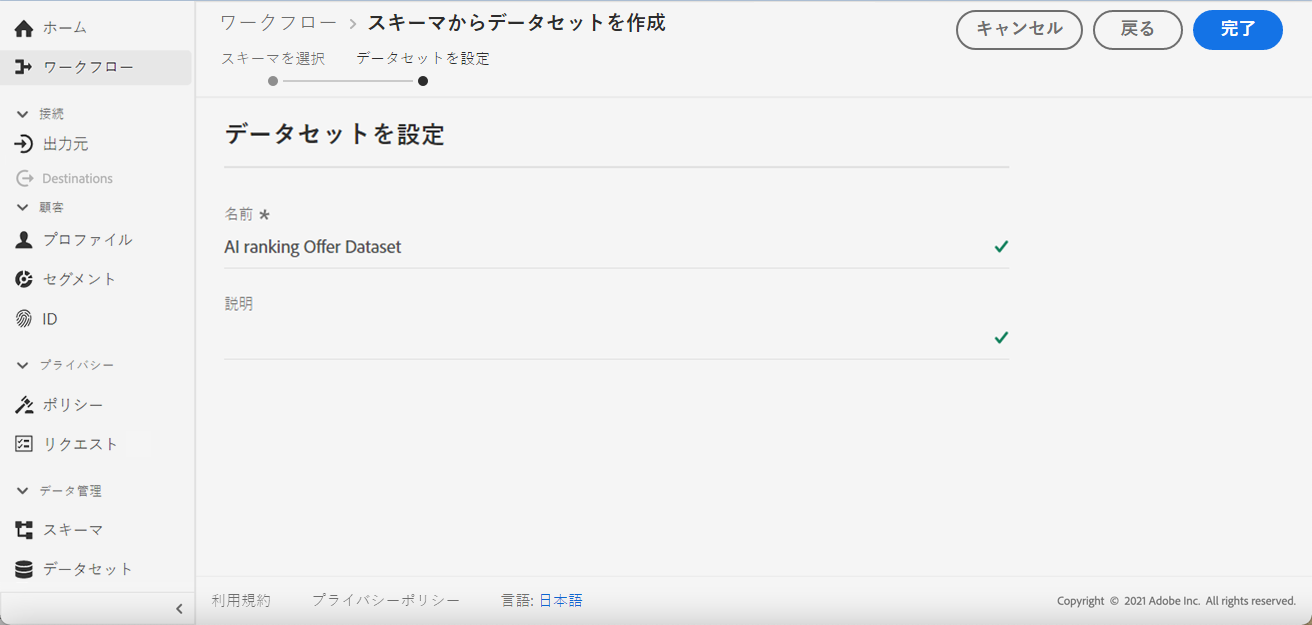 ホーム
ワークフロー
接続
出力元
Destinations
顧客
プロファイル
セグメント
ID
プライバシー
ポリシー
リクエスト
データ管理
スキーマ
データセット
ワークフロー > スキーマからデータセットを作成
キャンセル 戻る 完了
スキーマを選択 データセットを設定
データセットを設定
名前 *
AI ranking Offer Dataset
説明
利用規約 プライバシーポリシー 言語: 日本語
Copyright © 2021 Adobe Inc. All rights reserved.